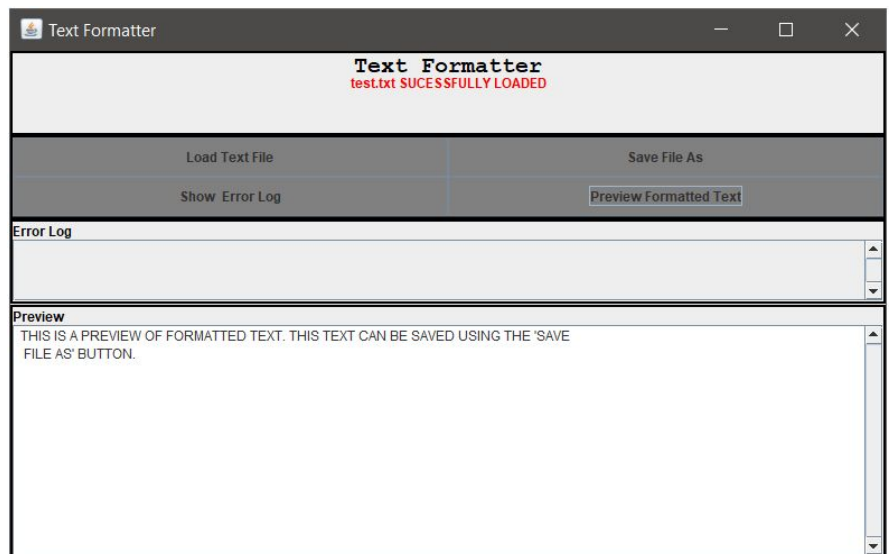 Text Formatter
Text Formatter
test.txt SUCESSFULLY LOADED
Load Text File
Save File As
Show Error Log
Preview Formatted Text
Error Log
Preview
THIS IS A PREVIEW OF FORMATTED TEXT. THIS TEXT CAN BE SAVED USING THE 'SAVE
FILE AS' BUTTON.